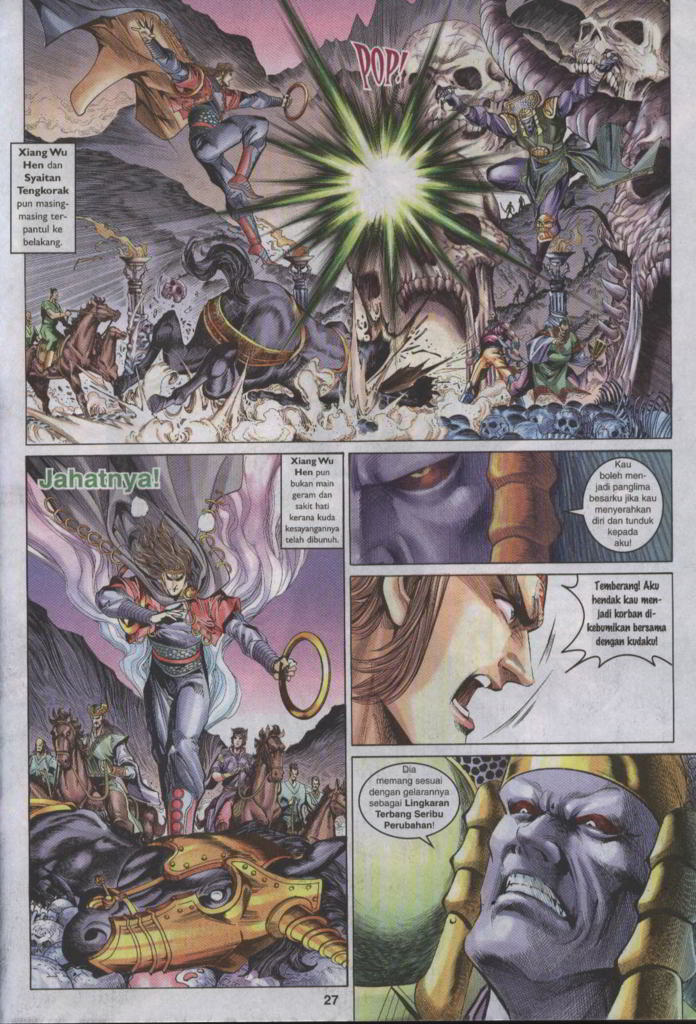 POP!
Xiang Wu
Hen dan
Syaitan
Tengkorak
pun masing-
masing ter-
pantul ke
belakang.
Jahatnya!
Xiang Wu
Hen pun
bukan main
geram dan
sakit hati
kerana kuda
kesayangannya
telah dibunuh.
Kau
boleh men-
jadi panglima
besarku jika kau
menyerahkan
diri dan tunduk
kepada
aku!
Temberang! Aku
hendak kau men-
jadi korban di-
kebumikan bersama
dengan kudaku!
Dia
memang sesuai
dengan gelarannya
sebagai Lingkaran
Terbang Seribu
Perubahan!
27